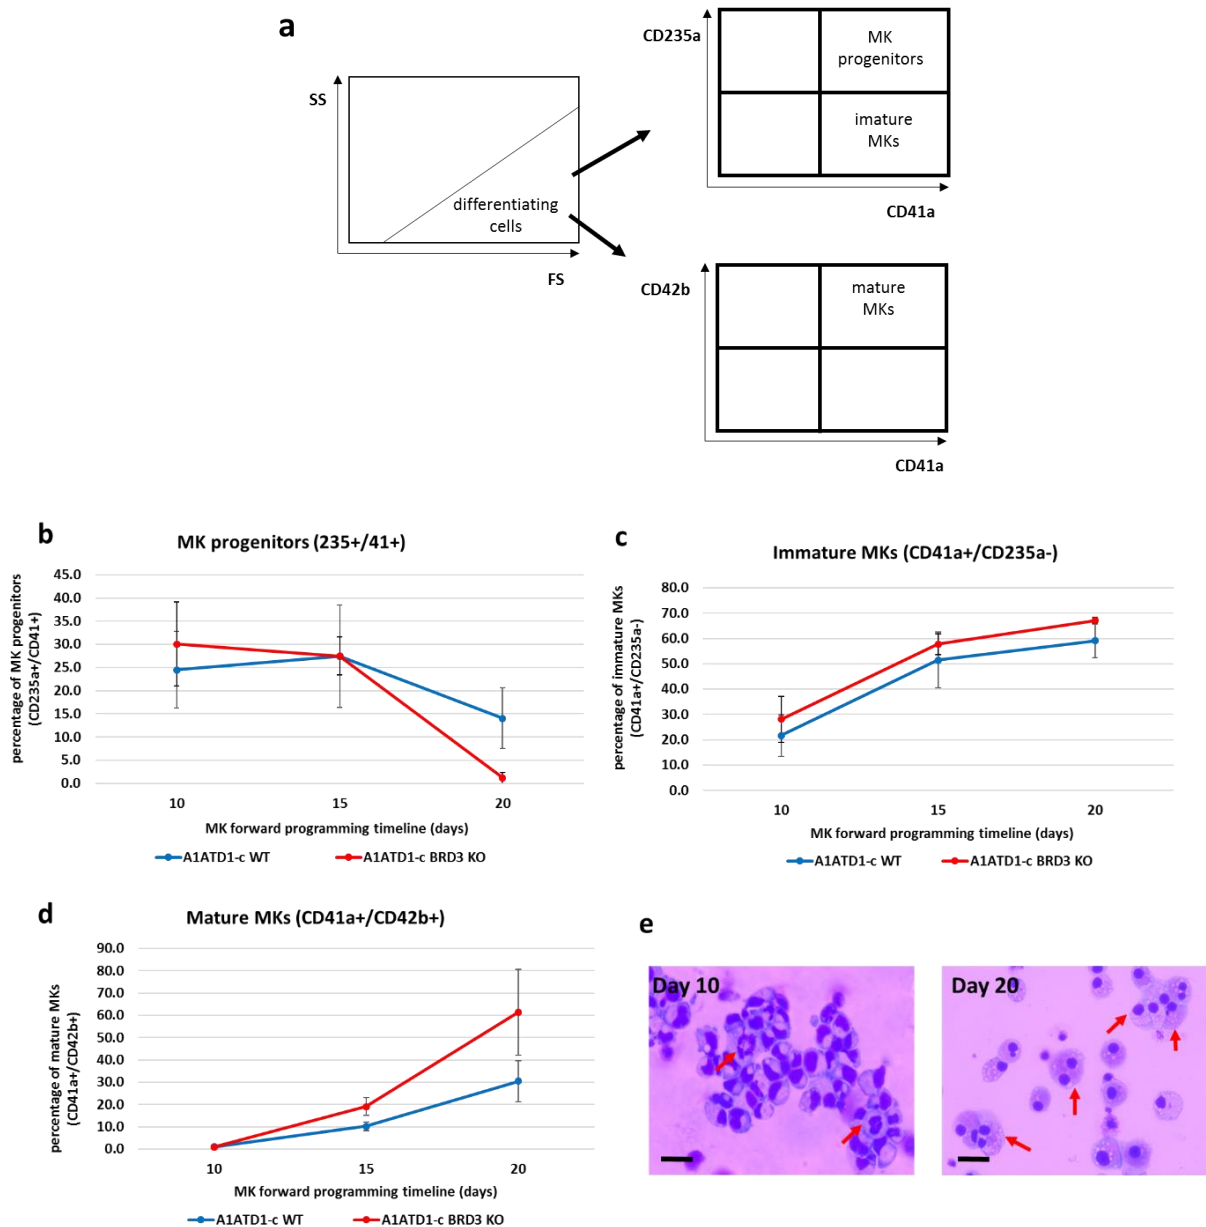 a
SS
differentiating
cells
FS
CD235a
MK
progenitors
imature
MKs
CD41a
CD42b
mature
MKs
CD41a
b
MK progenitors (235+/41+)
percentage of MK progenitors
(CD235a+/CD41+)
45.0
40.0
35.0
30.0
25.0
20.0
15.0
10.0
5.0
0.0
10 15 20
MK forward programming timeline (days)
A1ATD1-c WT A1ATD1-c BRD3 KO
c
Immature MKs (CD41a+/CD235a-)
percentage of immature MKs
(CD41a+/CD235a-)
80.0
70.0
60.0
50.0
40.0
30.0
20.0
10.0
0.0
10 15 20
MK forward programming timeline (days)
A1ATD1-c WT A1ATD1-c BRD3 KO
d
Mature MKs (CD41a+/CD42b+)
percentage of mature MKs
(CD41a+/CD42b+)
90.0
80.0
70.0
60.0
50.0
40.0
30.0
20.0
10.0
0.0
10 15 20
MK forward programming timeline (days)
A1ATD1-c WT A1ATD1-c BRD3 KO
e
Day 10
Day 20